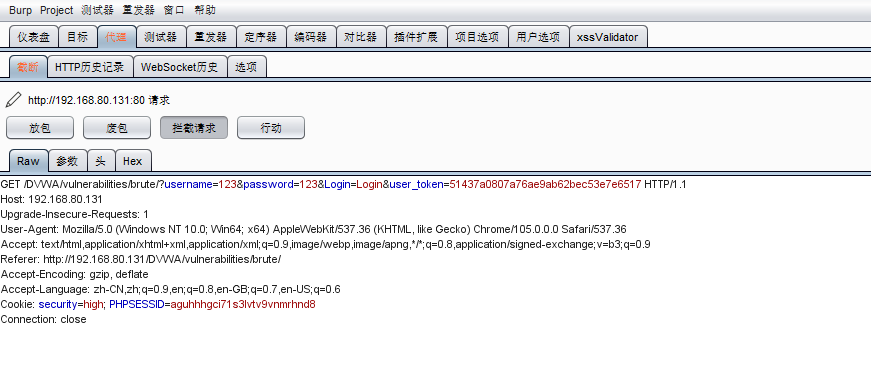 Burp Project 测试器 重发器 窗口 帮助
仪表盘 目标 代理 测试器 重发器 定序器 编码器 对比器 插件扩展 项目选项 用户选项 xssValidator
截断 HTTP历史记录 WebSocket历史 选项
http://192.168.80.131:80 请求
放包 废包 拦截请求 行动
Raw 参数 头 Hex
GET /DVWA/vulnerabilities/brute/?username=123&password=123&Login=Login&user_token=51437a0807a76ae9ab62bec53e7e6517 HTTP/1.1
Host: 192.168.80.131
Upgrade-Insecure-Requests: 1
User-Agent: Mozilla/5.0 (Windows NT 10.0; Win64; x64) AppleWebKit/537.36 (KHTML, like Gecko) Chrome/105.0.0.0 Safari/537.36
Accept: text/html,application/xhtml+xml,application/xml;q=0.9,image/webp,image/apng,*/*;q=0.8,application/signed-exchange;v=b3;q=0.9
Referer: http://192.168.80.131/DVWA/vulnerabilities/brute/
Accept-Encoding: gzip, deflate
Accept-Language: zh-CN,zh;q=0.9,en;q=0.8,en-GB;q=0.7,en-US;q=0.6
Cookie: security=high; PHPSESSID=aguhhhgci71s3lvtv9vnmrhnd8
Connection: close